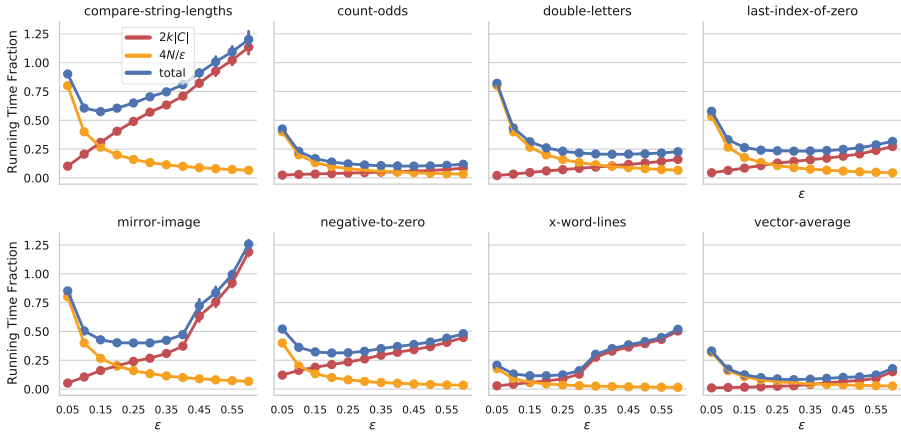 compare-string-lengths count-odds double-letters last-index-of-zero
Running Time Fraction
1.25
1.00
0.75
0.50
0.25
0.00
2k|C|
4N/ε
total
ε
mirror-image negative-to-zero x-word-lines vector-average
Running Time Fraction
1.25
1.00
0.75
0.50
0.25
0.00
0.05 0.15 0.25 0.35 0.45 0.55 0.05 0.15 0.25 0.35 0.45 0.55 0.05 0.15 0.25 0.35 0.45 0.55 0.05 0.15 0.25 0.35 0.45 0.55
ε ε ε ε